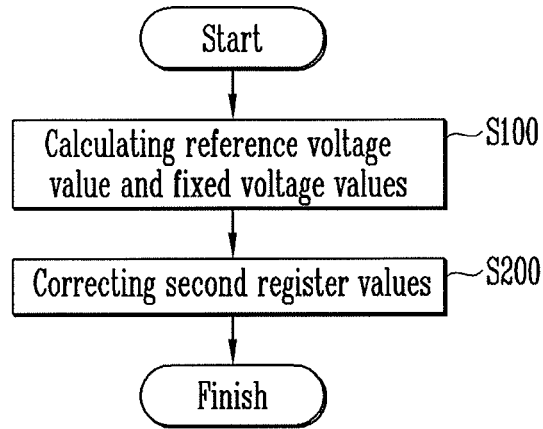 Start
Calculating reference voltage
value and fixed voltage values
S100
Correcting second register values
S200
Finish